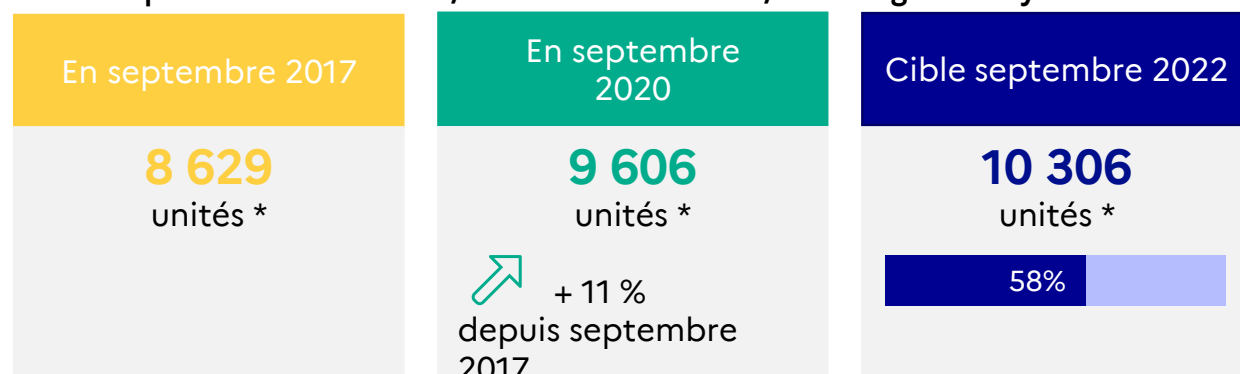 En septembre 2017
8 629
unités *
En septembre
2020
9 606
unités *
+ 11 %
depuis septembre
2017
Cible septembre 2022
10 306
unités *
58%